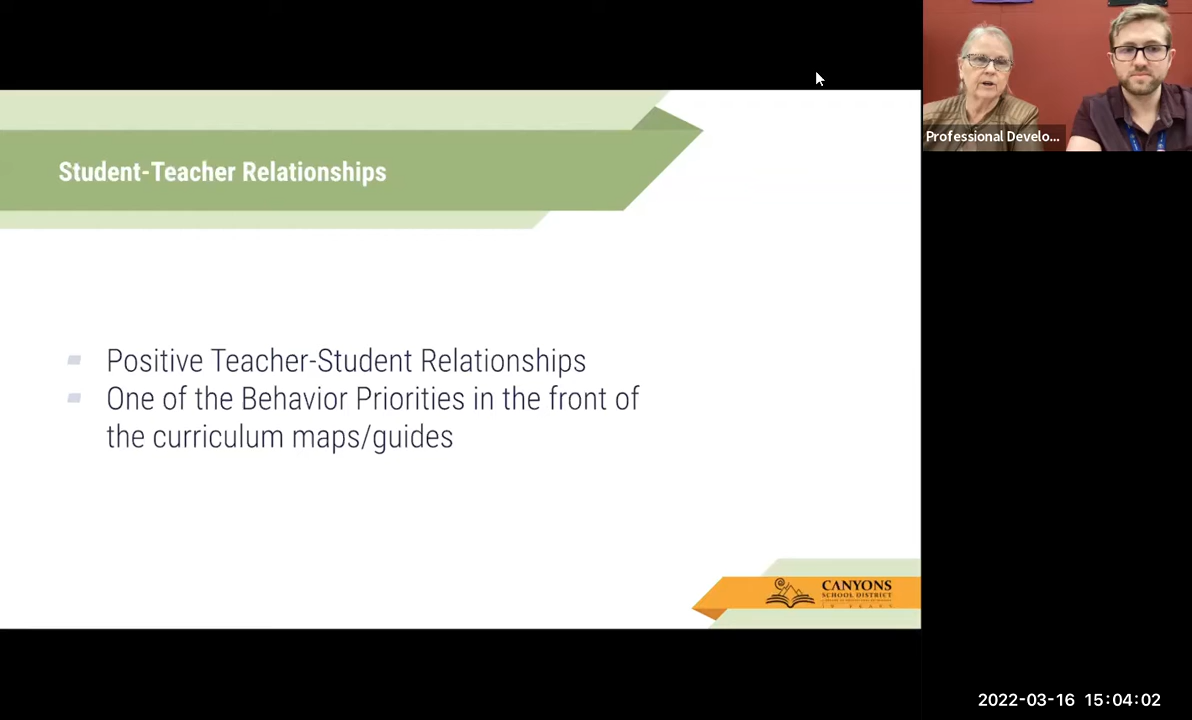 Student-Teacher Relationships
Professional Develo...
Positive Teacher-Student Relationships
One of the Behavior Priorities in the front of
the curriculum maps/guides
CANYONS
SCHOOL DISTRICT
2022-03-16 15:04:02